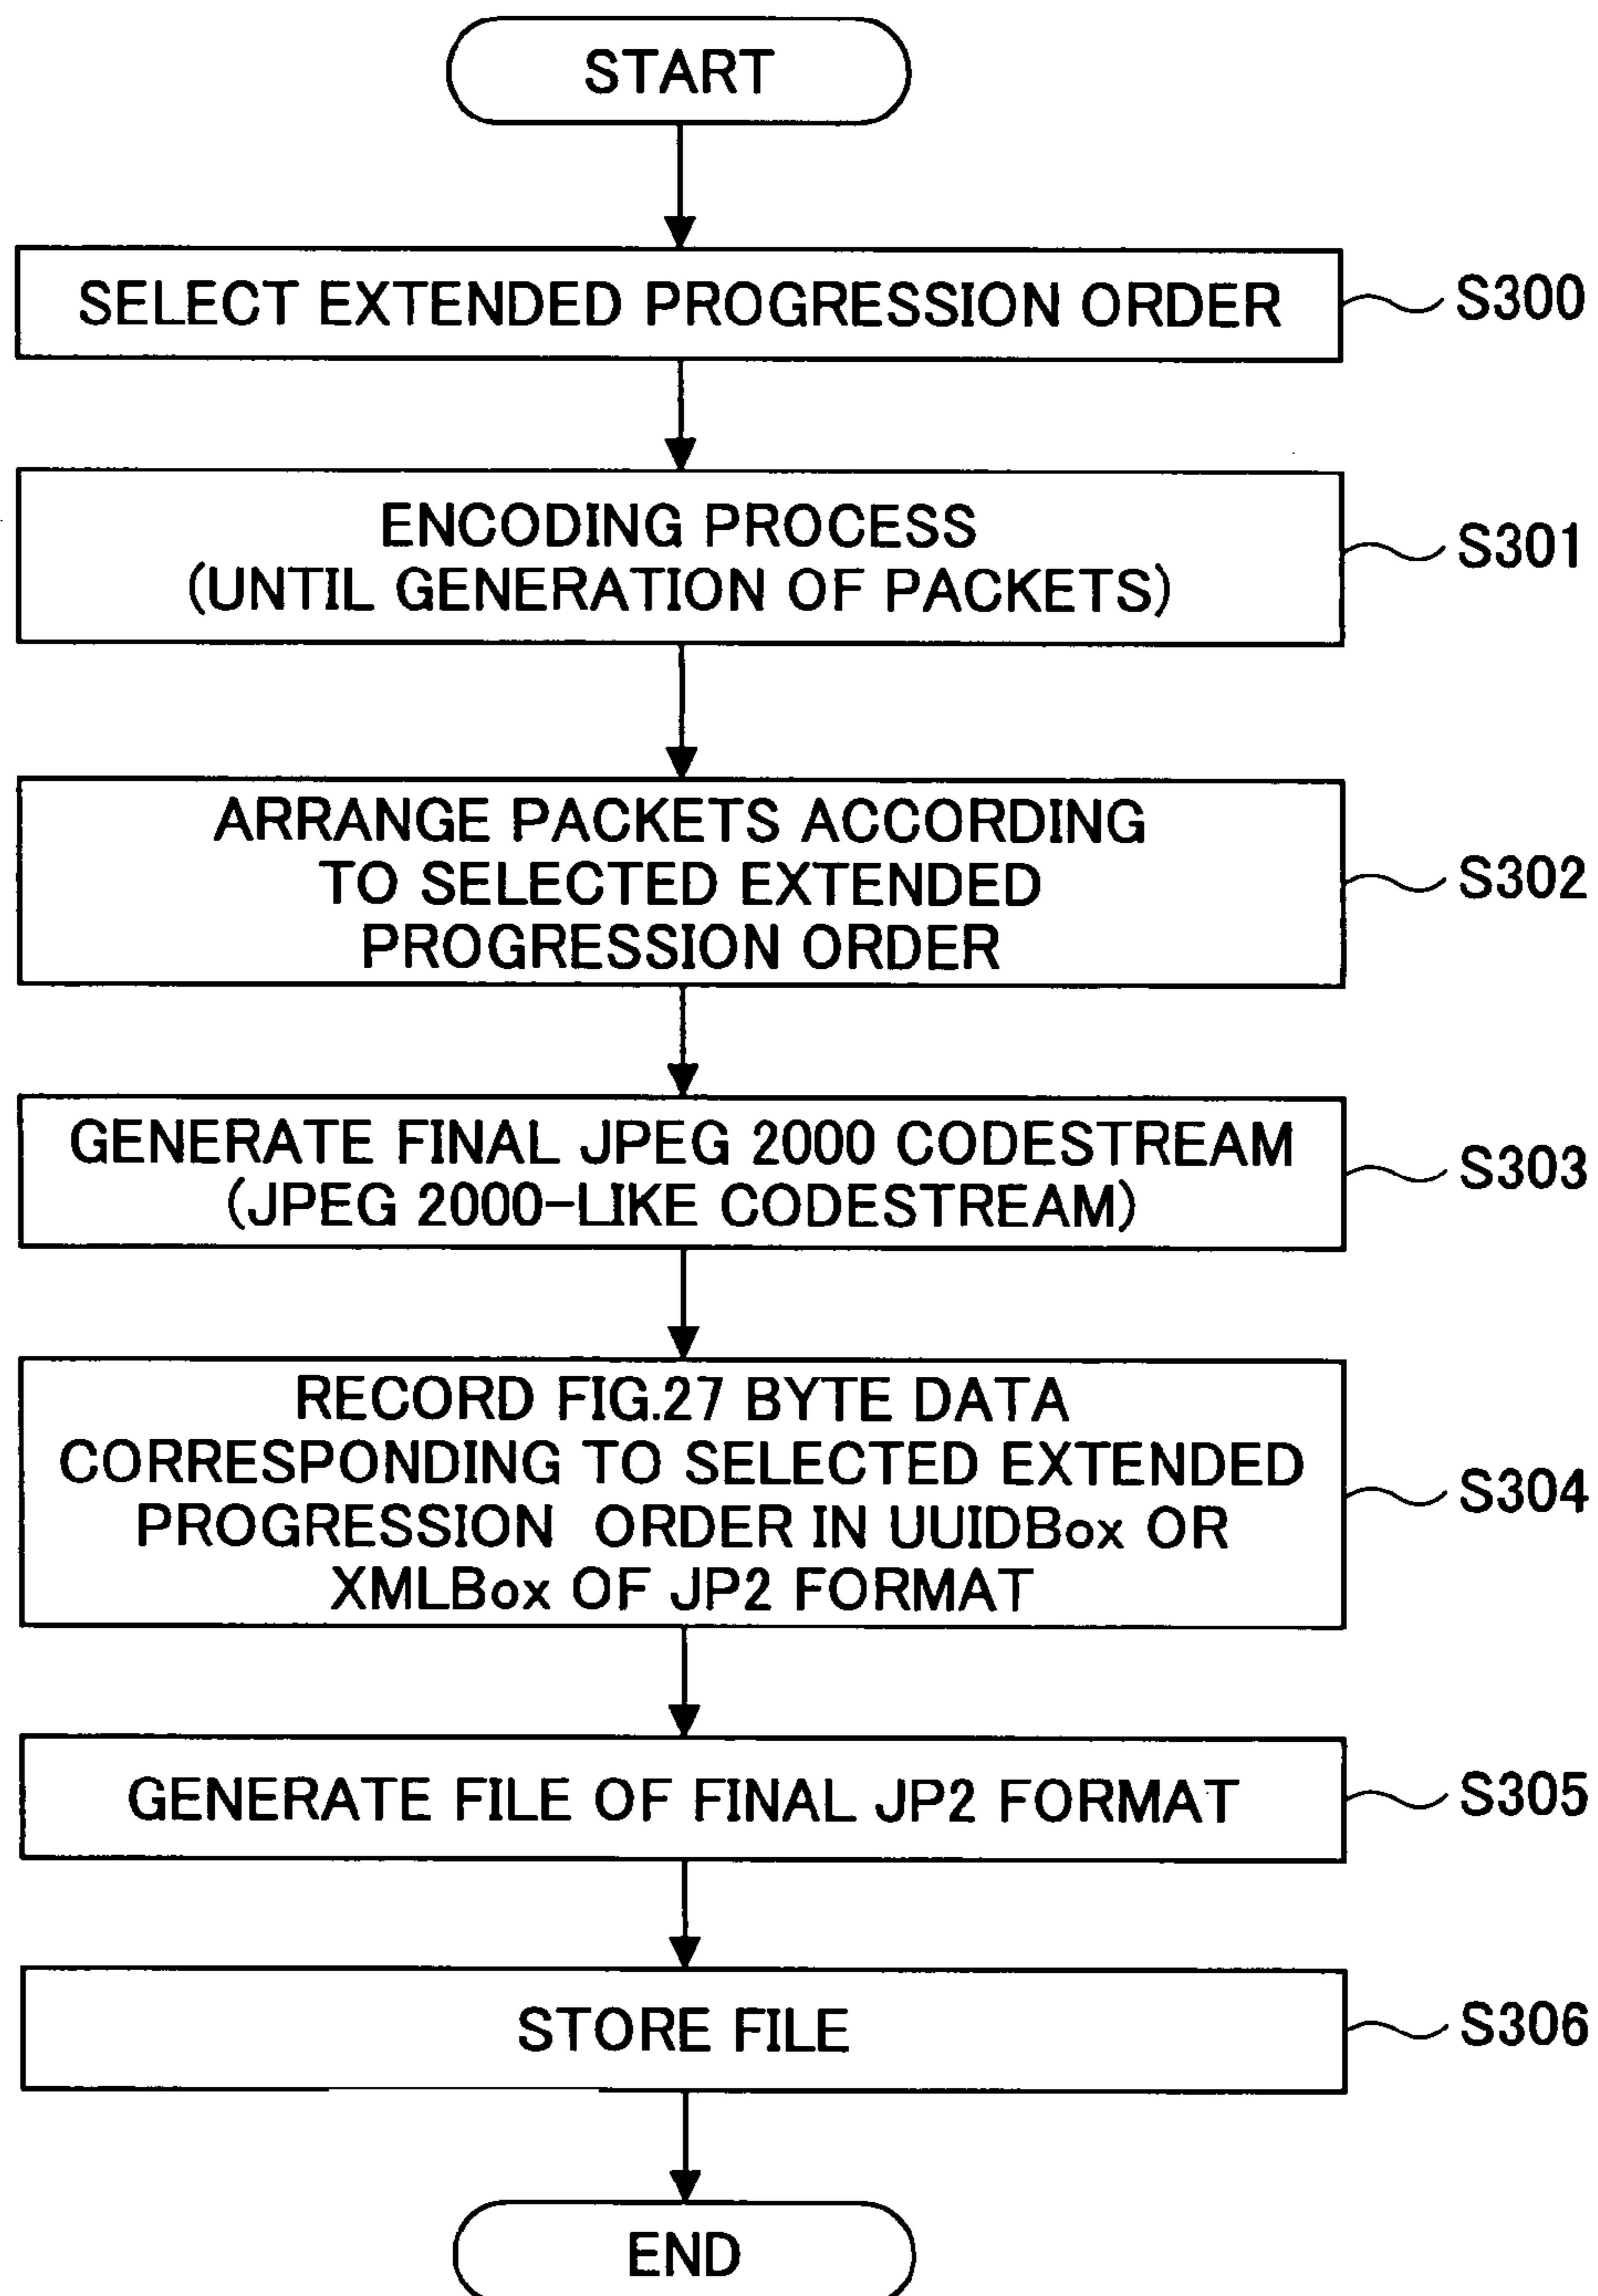 START
SELECT EXTENDED PROGRESSION ORDER
S300
ENCODING PROCESS
(UNTIL GENERATION OF PACKETS)
S301
ARRANGE PACKETS ACCORDING
TO SELECTED EXTENDED
PROGRESSION ORDER
S302
GENERATE FINAL JPEG 2000 CODESTREAM
(JPEG 2000-LIKE CODESTREAM)
S303
RECORD FIG.27 BYTE DATA
CORRESPONDING TO SELECTED EXTENDED
PROGRESSION ORDER IN UUIDBox OR
XMLBox OF JP2 FORMAT
S304
GENERATE FILE OF FINAL JP2 FORMAT
S305
STORE FILE
S306
END